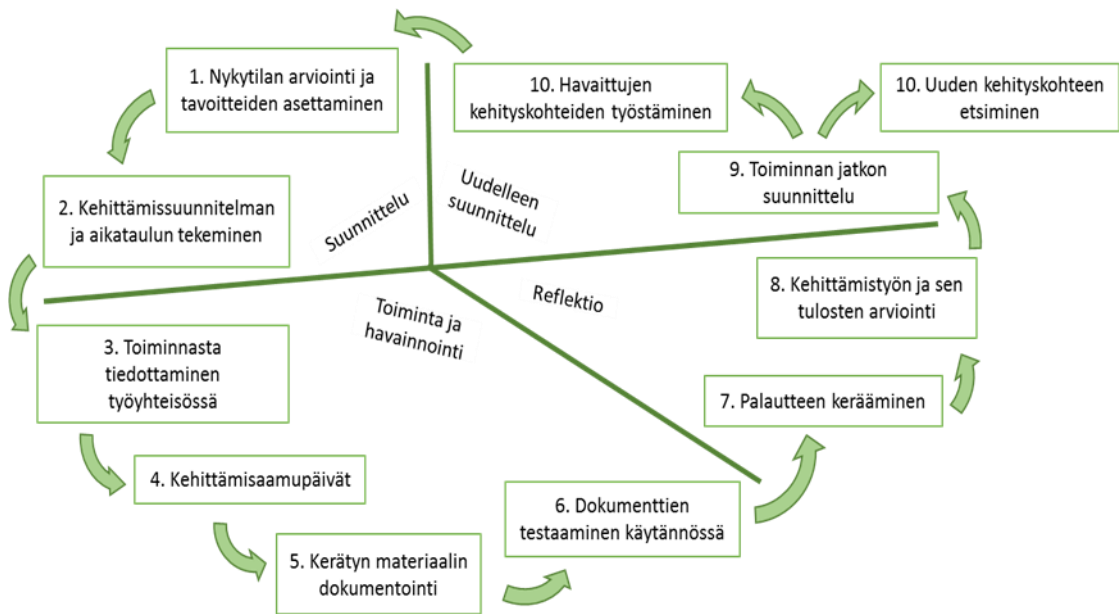 1. Nykytilan arviointi ja
tavoitteiden asettaminen
2. Kehittämissuunnitelman
ja aikataulun tekeminen
3. Toiminnasta
tiedottaminen
työyhteisössä
4. Kehittämisaamupäivät
5. Kerätyn materiaalin
dokumentointi
6. Dokumenttien
testaaminen käytännössä
7. Palautteen kerääminen
8. Kehittämistyön ja sen
tulosten arviointi
9. Toiminnan jatkon
suunnittelu
10. Havaittujen
kehityskohteiden työstäminen
10. Uuden kehityskohteen
etsiminen
Suunnittelu
Uudelleen
suunnittelu
Toiminta ja
havainnointi
Reflektio